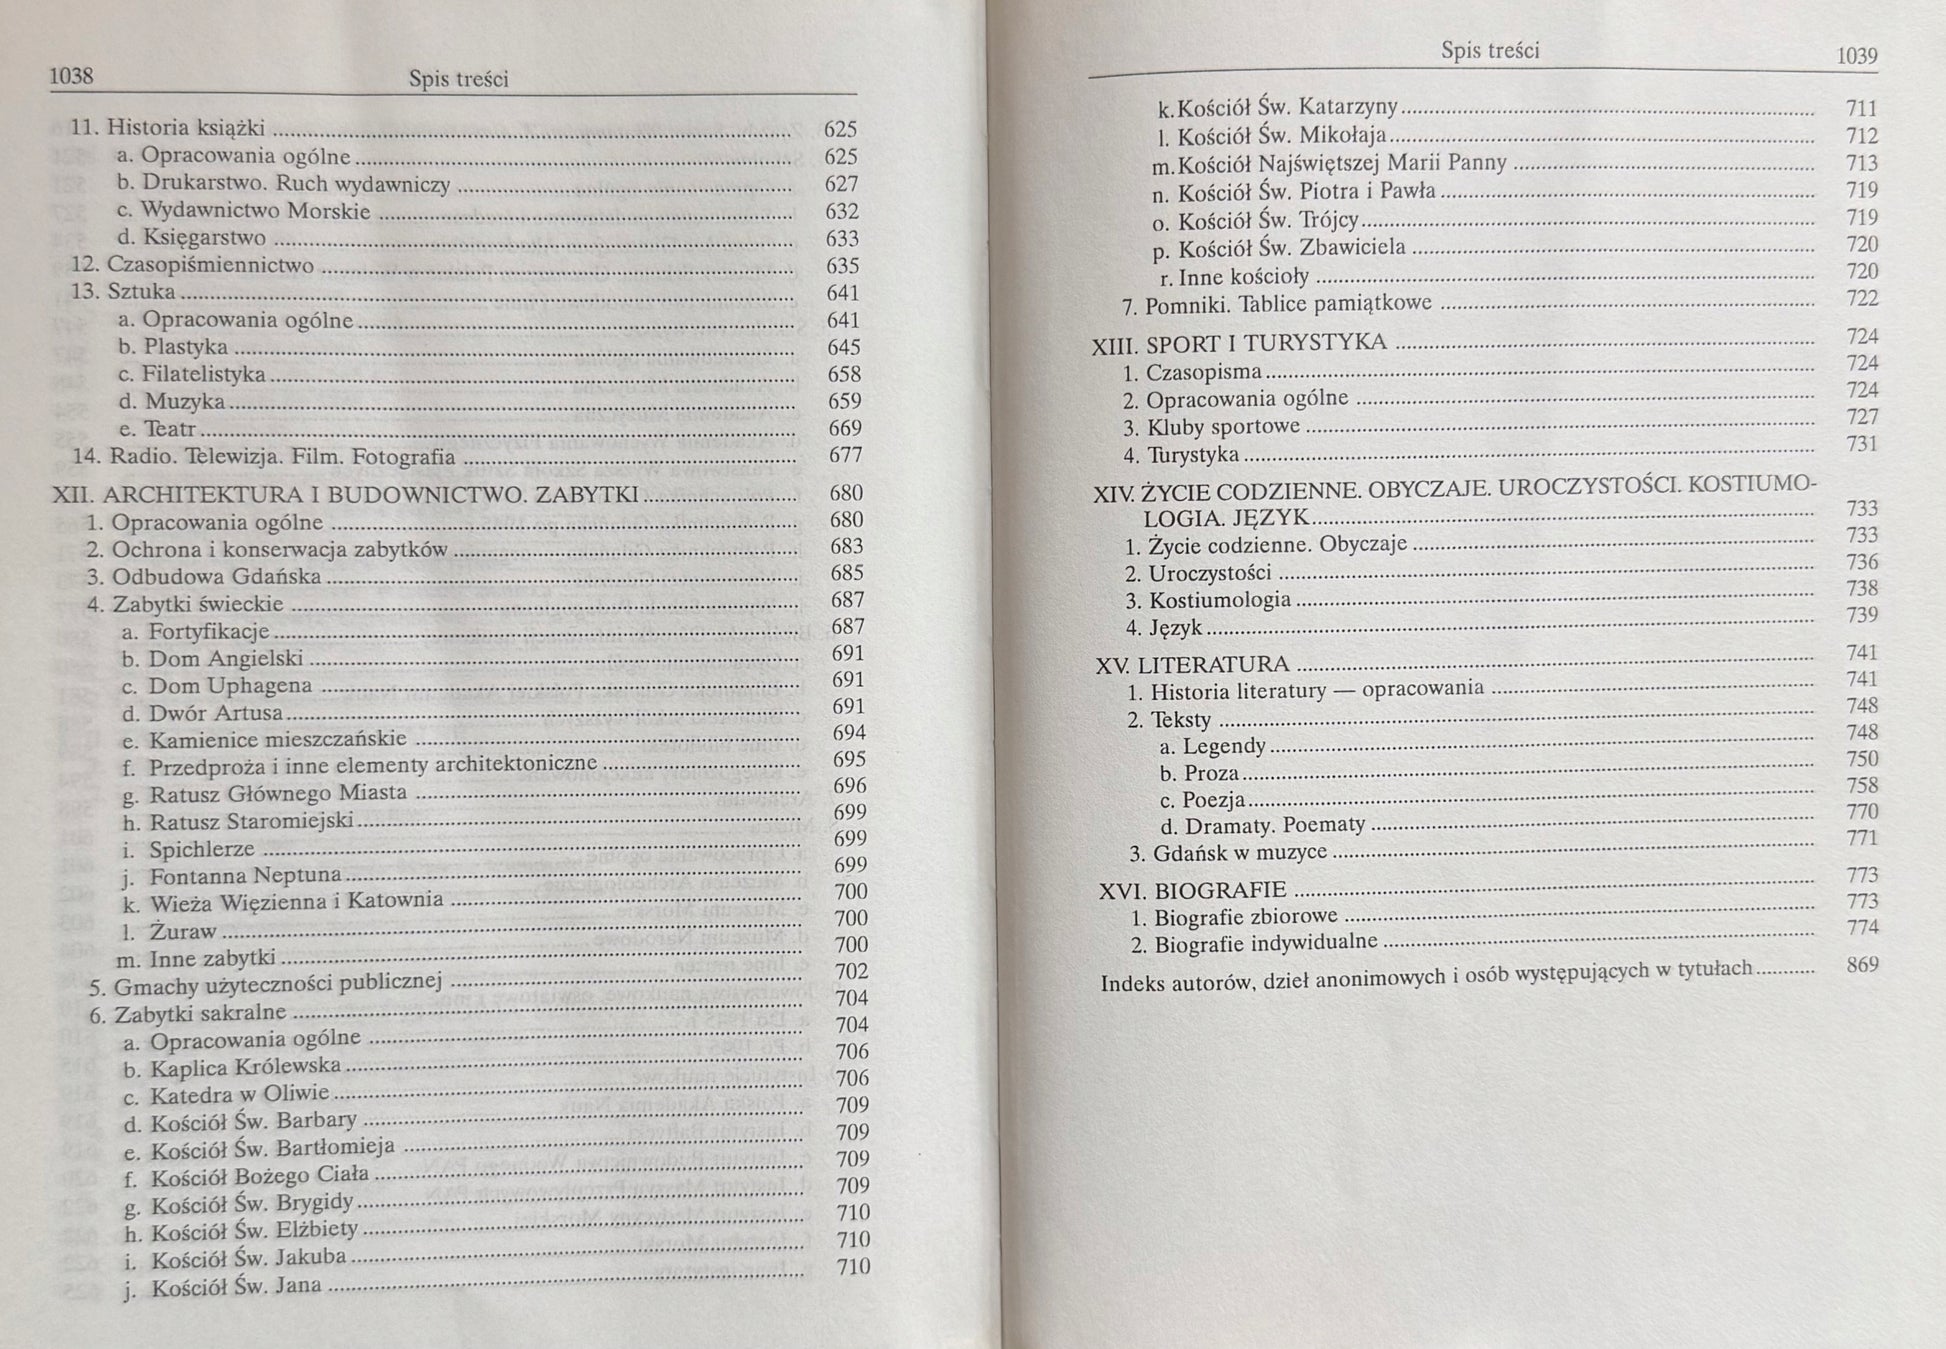 1038
Spis treści
11. Historia książki 625
a. Opracowania ogólne 625
b. Drukarstwo. Ruch wydawniczy 627
c. Wydawnictwo Morskie 632
d. Księgarstwo 633
12. Czasopiśmiennictwo 635
13. Sztuka 641
a. Opracowania ogólne 641
b. Plastyka 645
c. Filatelistyka 658
d. Muzyka 659
e. Teatr 669
14. Radio. Telewizja. Film. Fotografia 677
XII. ARCHITEKTURA I BUDOWNICTWO. ZABYTKI 680
1. Opracowania ogólne 680
2. Ochrona i konserwacja zabytków 683
3. Odbudowa Gdańska 685
4. Zabytki świeckie 687
a. Fortyfikacje 687
b. Dom Angielski 691
c. Dom Uphagena 691
d. Dwór Artusa 691
e. Kamienice mieszczańskie 694
f. Przedproża i inne elementy architektoniczne 695
g. Ratusz Głównego Miasta 696
h. Ratusz Staromiejski 699
i. Spichlerze 699
j. Fontanna Neptuna 699
k. Wieża Więzienna i Katownia 700
l. Żuraw 700
m. Inne zabytki 700
5. Gmachy użyteczności publicznej 702
6. Zabytki sakralne 704
a. Opracowania ogólne 704
b. Kaplica Królewska 706
c. Katedra w Oliwie 706
d. Kościół Św. Barbary 709
e. Kościół Św. Bartłomieja 709
f. Kościół Bożego Ciała 709
g. Kościół Św. Brygidy 709
h. Kościół Św. Elżbiety 710
i. Kościół Św. Jakuba 710
j. Kościół Św. Jana 710
Spis treści
1039
k. Kościół Św. Katarzyny 711
l. Kościół Św. Mikołaja 712
m. Kościół Najświętszej Marii Panny 713
n. Kościół Św. Piotra i Pawła 719
o. Kościół Św. Trójcy 719
p. Kościół Św. Zbawiciela 720
r. Inne kościoły 720
7. Pomniki. Tablice pamiątkowe 722
XIII. SPORT I TURYSTYKA 724
1. Czasopisma 724
2. Opracowania ogólne 724
3. Kluby sportowe 727
4. Turystyka 731
XIV. ŻYCIE CODZIENNE. OBYCZAJE. UROCZYSTOŚCI. KOSTIUMO-
LOGIA. JĘZYK 733
1. Życie codzienne. Obyczaje 733
2. Uroczystości 736
3. Kostiumologia 738
4. Język 739
XV. LITERATURA 741
1. Historia literatury — opracowania 741
2. Teksty 748
a. Legendy 748
b. Proza 750
c. Poezja 758
d. Dramaty. Poematy 770
3. Gdańsk w muzyce 771
XVI. BIOGRAFIE 773
1. Biografie zbiorowe 773
2. Biografie indywidualne 774
Indeks autorów, dzieł anonimowych i osób występujących w tytułach 869